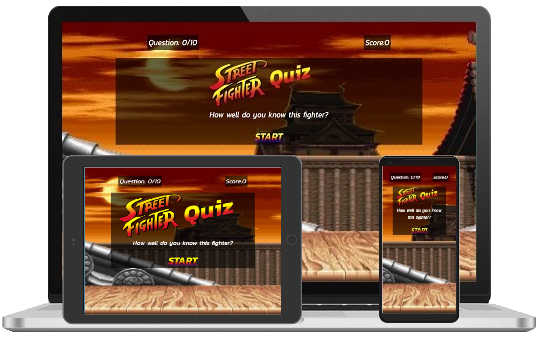 Question: 0/10 Score:0
STREET FIGHTER Quiz
How well do you know this fighter?
START
Question: 0/10 Score:0
STREET FIGHTER Quiz
How well do you know this fighter?
START
Question: 0/10 Score:0
STREET FIGHTER Quiz
How well do you know
this fighter?
START